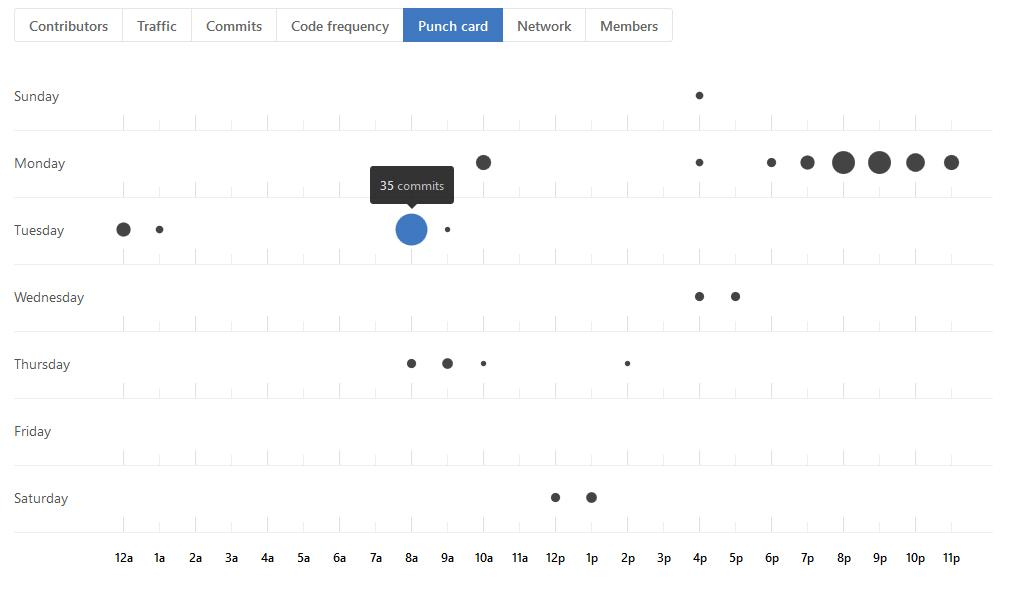 Contributors Traffic Commits Code frequency Punch card Network Members
Sunday
Monday
35 commits
Tuesday
Wednesday
Thursday
Friday
Saturday
12a 1a 2a 3a 4a 5a 6a 7a 8a 9a 10a 11a 12p 1p 2p 3p 4p 5p 6p 7p 8p 9p 10p 11p